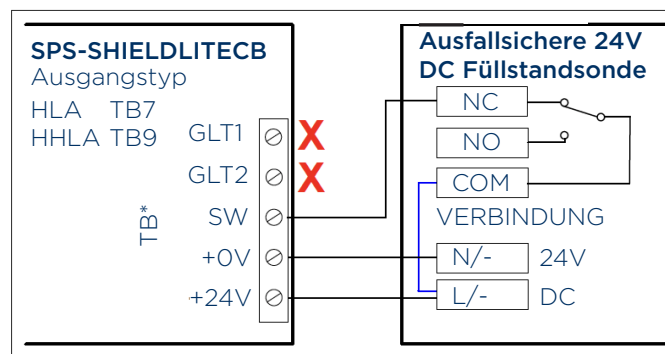 SPS-SHIELDLITECB
Ausgangstyp
HLA TB7
HHLA TB9
TB*
GLT1 X
GLT2 X
SW
+0V
+24V
Ausfallsichere 24V
DC Füllstandsonde
NC
NO
COM
VERBINDUNG
N/- 24V
L/- DC